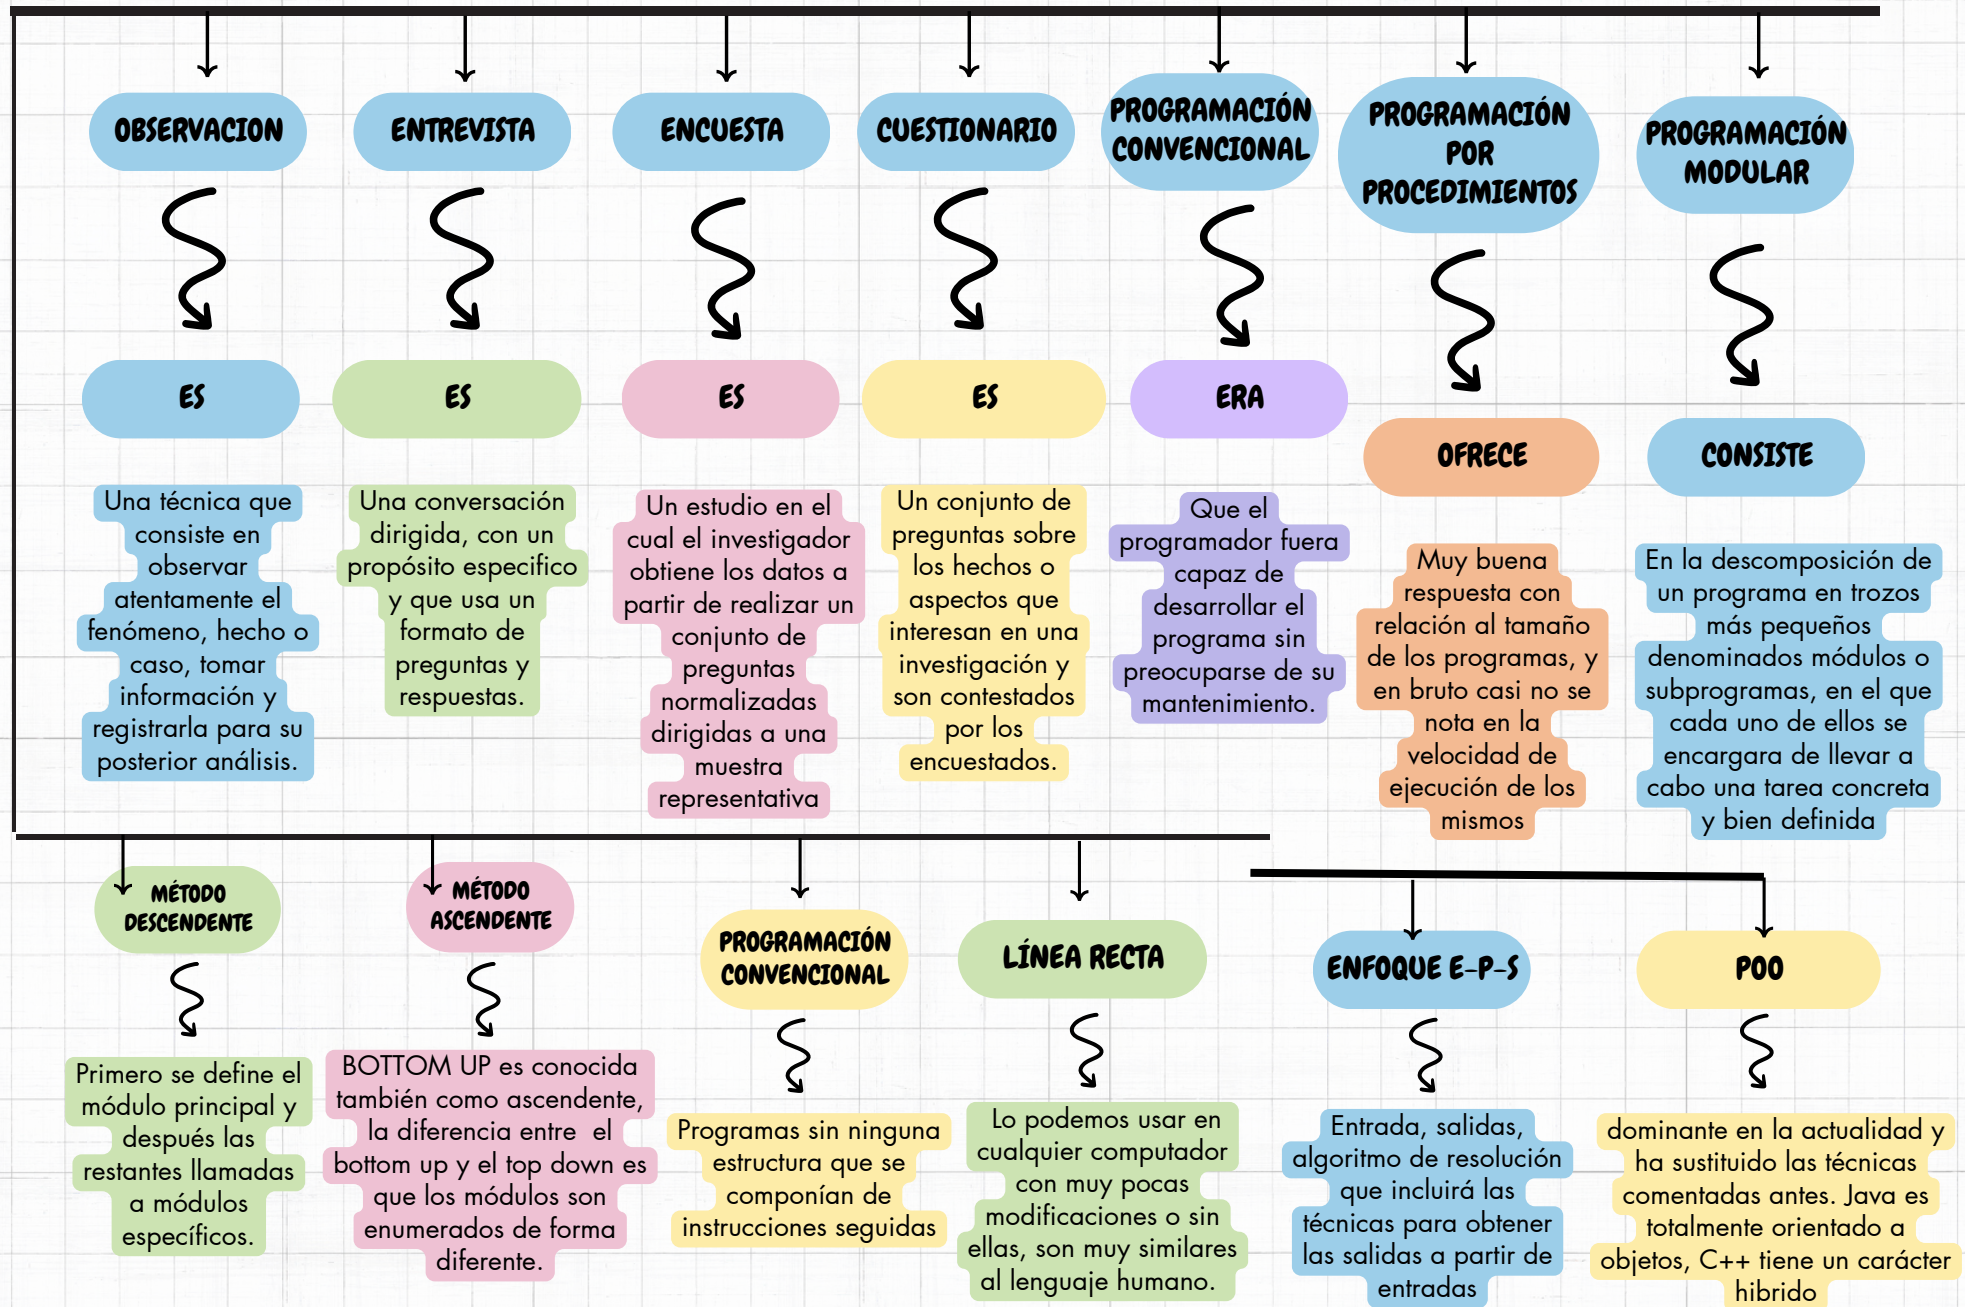 OBSERVACION
ENTREVISTA
ENCUESTA
CUESTIONARIO
PROGRAMACIÓN
CONVENCIONAL
PROGRAMACIÓN
POR
PROCEDIMIENTOS
PROGRAMACIÓN
MODULAR
ES
ES
ES
ES
ERA
OFRECE
CONSISTE
Una técnica que
consiste en
observar
atentamente el
fenómeno, hecho o
caso, tomar
información y
registrarla para su
posterior análisis.
Una conversación
dirigida, con un
propósito especifico
y que usa un
formato de
preguntas y
respuestas.
Un estudio en el
cual el investigador
obtiene los datos a
partir de realizar un
conjunto de
preguntas
normalizadas
dirigidas a una
muestra
representativa
Un conjunto de
preguntas sobre
los hechos o
aspectos que
interesan en una
investigación y
son contestados
por los
encuestados.
Que el
programador fuera
capaz de
desarrollar el
programa sin
preocuparse de su
mantenimiento.
Muy buena
respuesta con
relación al tamaño
de los programas, y
en bruto casi no se
nota en la
velocidad de
ejecución de los
mismos
En la descomposición de
un programa en trozos
más pequeños
denominados módulos o
subprogramas, en el que
cada uno de ellos se
encargara de llevar a
cabo una tarea concreta
y bien definida
MÉTODO
DESCENDENTE
MÉTODO
ASCENDENTE
PROGRAMACIÓN
CONVENCIONAL
LÍNEA RECTA
ENFOQUE E-P-S
POO
Primero se define el
módulo principal y
después las
restantes llamadas
a módulos
específicos.
BOTTOM UP es conocida
también como ascendente,
la diferencia entre el
bottom up y el top down es
que los módulos son
enumerados de forma
diferente.
Programas sin ninguna
estructura que se
componían de
instrucciones seguidas
Lo podemos usar en
cualquier computador
con muy pocas
modificaciones o sin
ellas, son muy similares
al lenguaje humano.
Entrada, salidas,
algoritmo de resolución
que incluirá las
técnicas para obtener
las salidas a partir de
entradas
dominante en la actualidad y
ha sustituido las técnicas
comentadas antes. Java es
totalmente orientado a
objetos, C++ tiene un carácter
hibrido